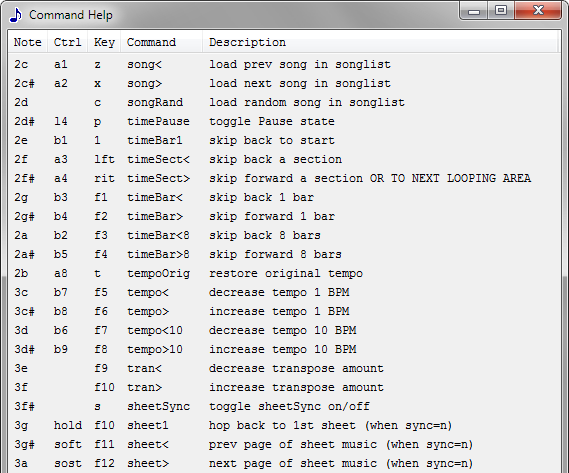 Command Help
Note Ctrl Key Command Description
2c a1 z song< load prev song in songlist
2c# a2 x song> load next song in songlist
2d c songRand load random song in songlist
2d# l4 p timePause toggle Pause state
2e b1 1 timeBar1 skip back to start
2f a3 lft timeSect< skip back a section
2f# a4 rit timeSect> skip forward a section OR TO NEXT LOOPING AREA
2g b3 f1 timeBar< skip back 1 bar
2g# b4 f2 timeBar> skip forward 1 bar
2a b2 f3 timeBar<8 skip back 8 bars
2a# b5 f4 timeBar>8 skip forward 8 bars
2b a8 t tempoOrig restore original tempo
3c b7 f5 tempo< decrease tempo 1 BPM
3c# b8 f6 tempo> increase tempo 1 BPM
3d b6 f7 tempo<10 decrease tempo 10 BPM
3d# b9 f8 tempo>10 increase tempo 10 BPM
3e f9 tran< decrease transpose amount
3f f10 tran> increase transpose amount
3f# s sheetSync toggle sheetSync on/off
3g hold f10 sheet1 hop back to 1st sheet (when sync=n)
3g# soft f11 sheet< prev page of sheet music (when sync=n)
3a sost f12 sheet> next page of sheet music (when sync=n)